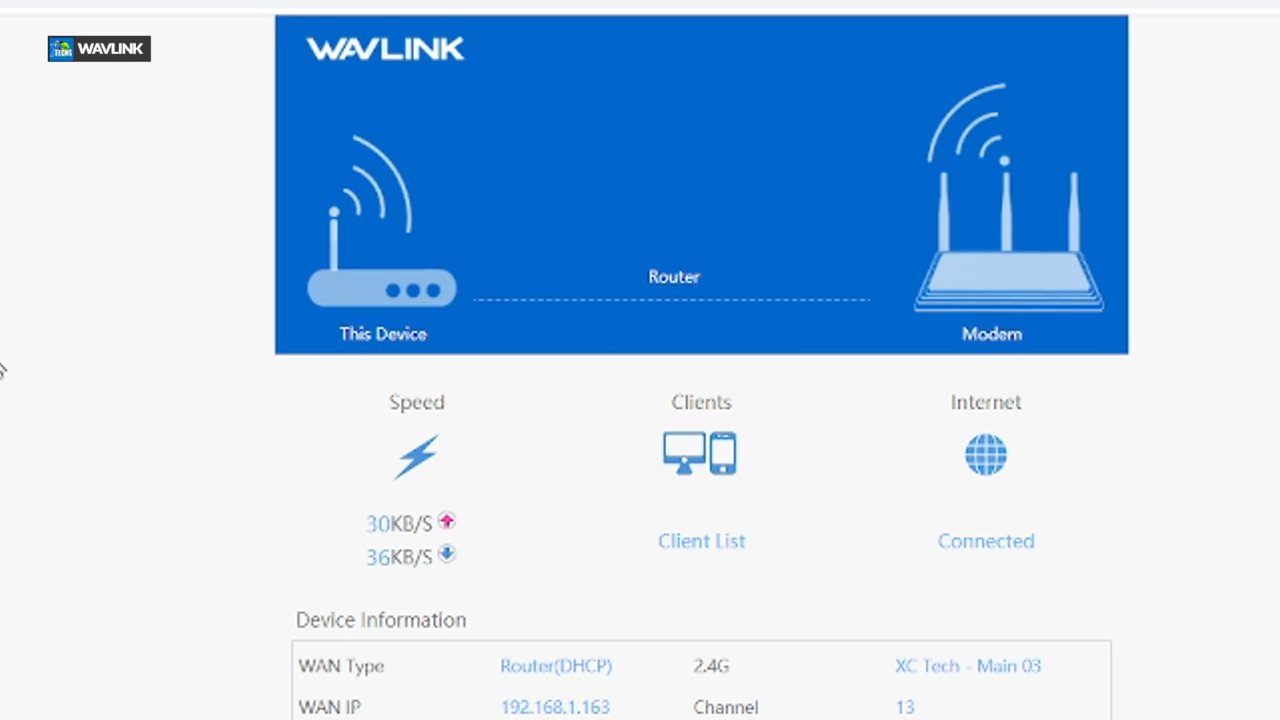 TECHS WAVLINK
WAVLINK
Router
This Device
Modem
Speed
Clients
Internet
30KB/S
36KB/S
Client List
Connected
Device Information
WAN Type Router(DHCP) 2.4G XC Tech - Main 03
WAN IP 192.168.1.163 Channel 13